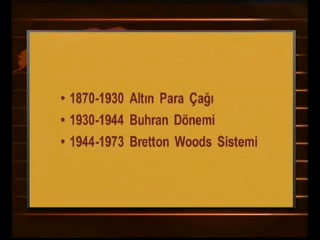 • 1870-1930 Altın Para Çağı
• 1930-1944 Buhran Dönemi
• 1944-1973 Bretton Woods Sistemi